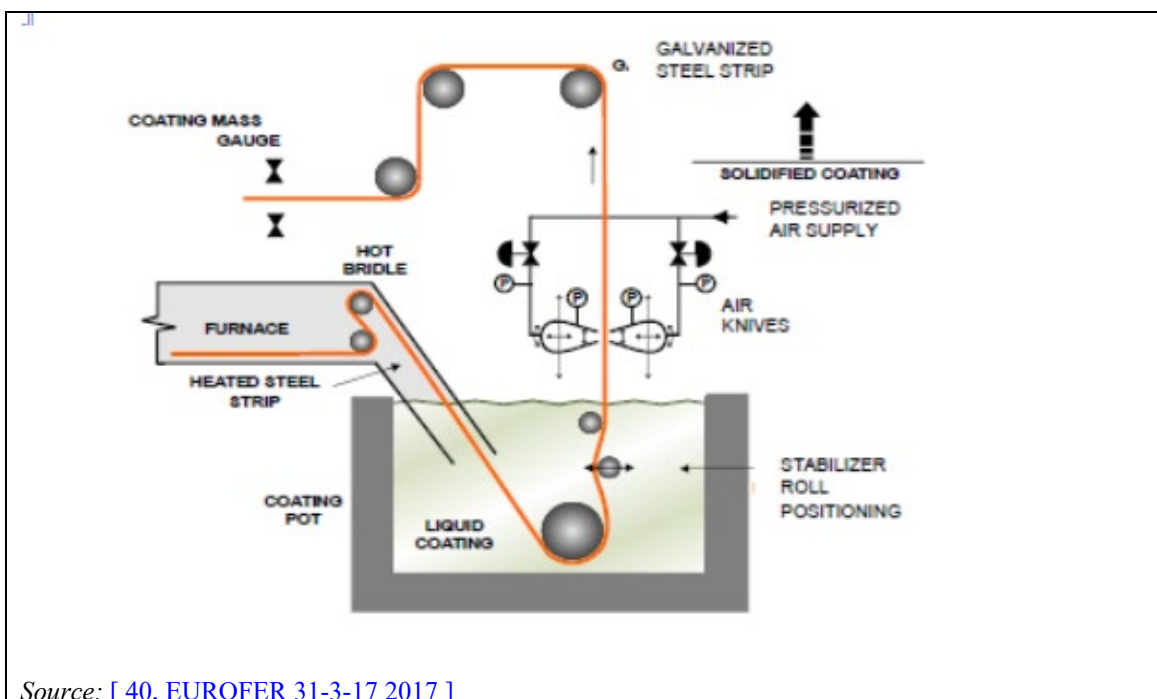 GALVANIZED
STEEL STRIP
G.
COATING MASS
GAUGE
SOLIDIFIED COATING
PRESSURIZED
AIR SUPPLY
HOT
BRIDLE
P
P
P
P
AIR
KNIVES
FURNACE
HEATED STEEL
STRIP
STABILIZER
ROLL
POSITIONING
COATING
POT
LIQUID
COATING
Source: [ 40, EUROFER 31-3-17 2017 ]